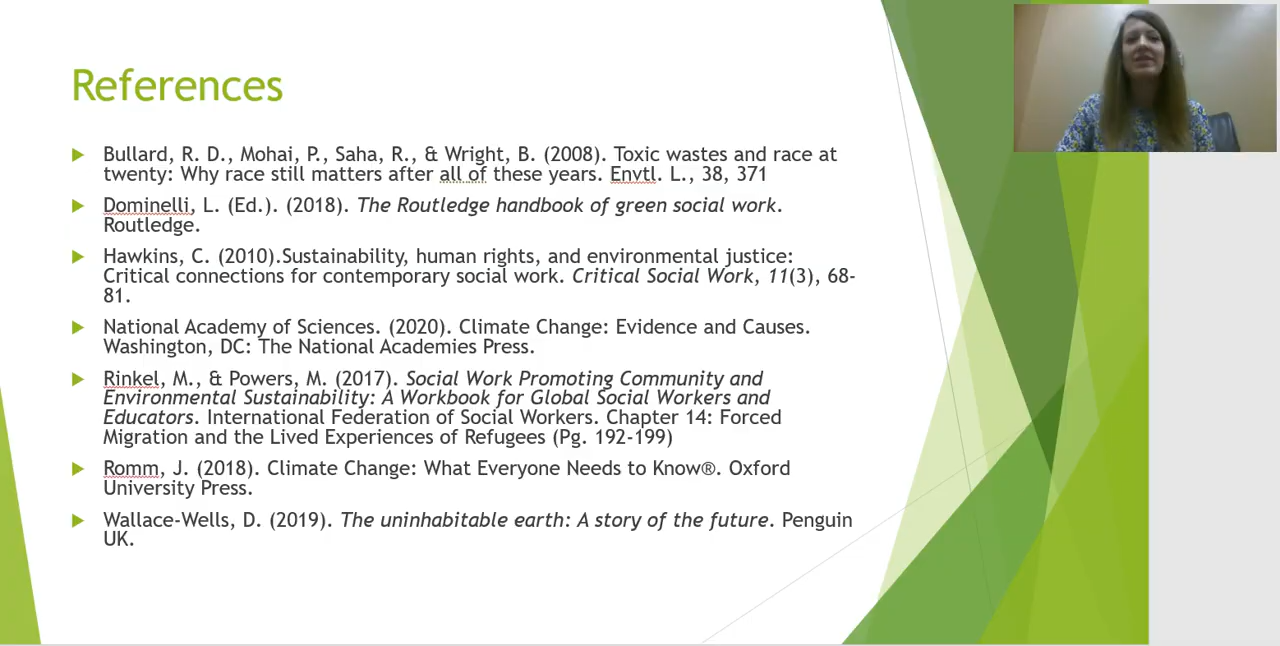 References
Bullard, R. D., Mohai, P., Saha, R., & Wright, B. (2008). Toxic wastes and race at
twenty: Why race still matters after all of these years. Envtl. L., 38, 371
Dominelli, L. (Ed.). (2018). The Routledge handbook of green social work.
Routledge.
Hawkins, C. (2010).Sustainability, human rights, and environmental justice:
Critical connections for contemporary social work. Critical Social Work, 11(3), 68-
81.
National Academy of Sciences. (2020). Climate Change: Evidence and Causes.
Washington, DC: The National Academies Press.
Rinkel, M., & Powers, M. (2017). Social Work Promoting Community and
Environmental Sustainability: A Workbook for Global Social Workers and
Educators. International Federation of Social Workers. Chapter 14: Forced
Migration and the Lived Experiences of Refugees (Pg. 192-199)
Romm, J. (2018). Climate Change: What Everyone Needs to Know®. Oxford
University Press.
Wallace-Wells, D. (2019). The uninhabitable earth: A story of the future. Penguin
UK.